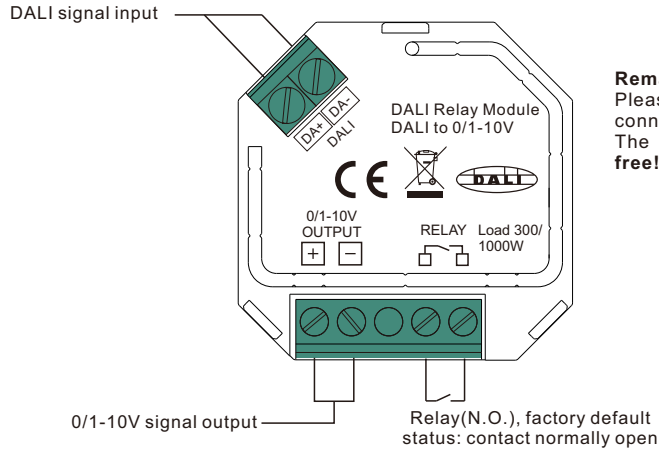 DALI signal input
Rem
Pleas
conn
The
free!
DA+ DA-
DALI
DALI Relay Module
DALI to 0/1-10V
CE
DALI
0/1-10V
OUTPUT
+ −
RELAY Load 300/
1000W
0/1-10V signal output
Relay(N.O.), factory default
status: contact normally open